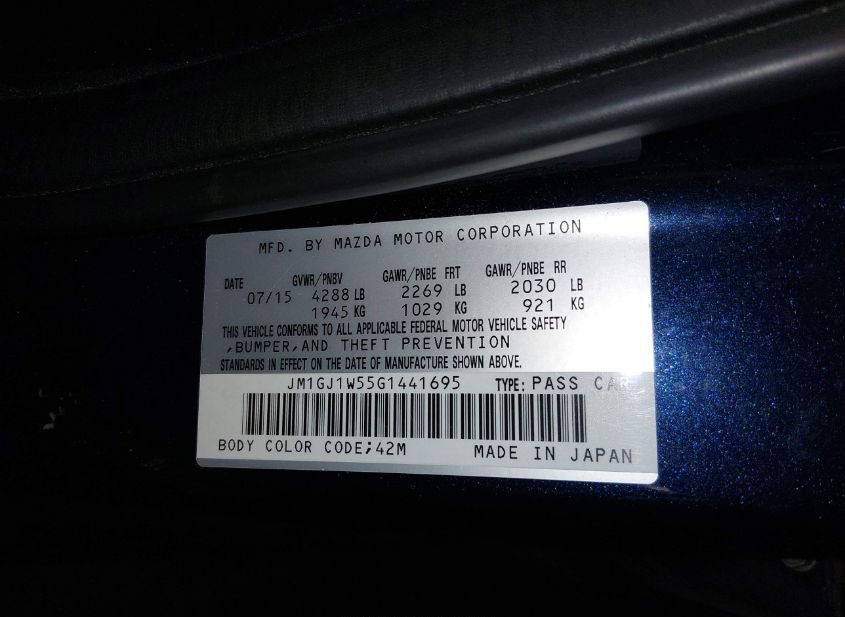 MFD. BY MAZDA MOTOR CORPORATION
DATE GVWR/PNBV GAWR/PNBE FRT GAWR/PNBE RR
07/15 4288 LB 2269 LB 2030 LB
1945 KG 1029 KG 921 KG
THIS VEHICLE CONFORMS TO ALL APPLICABLE FEDERAL MOTOR VEHICLE SAFETY
,BUMPER,AND THEFT PREVENTION
STANDARDS IN EFFECT ON THE DATE OF MANUFACTURE SHOWN ABOVE.
JM1GJ1W55G1441695 TYPE: PASS CAR
BODY COLOR CODE;42M MADE IN JAPAN